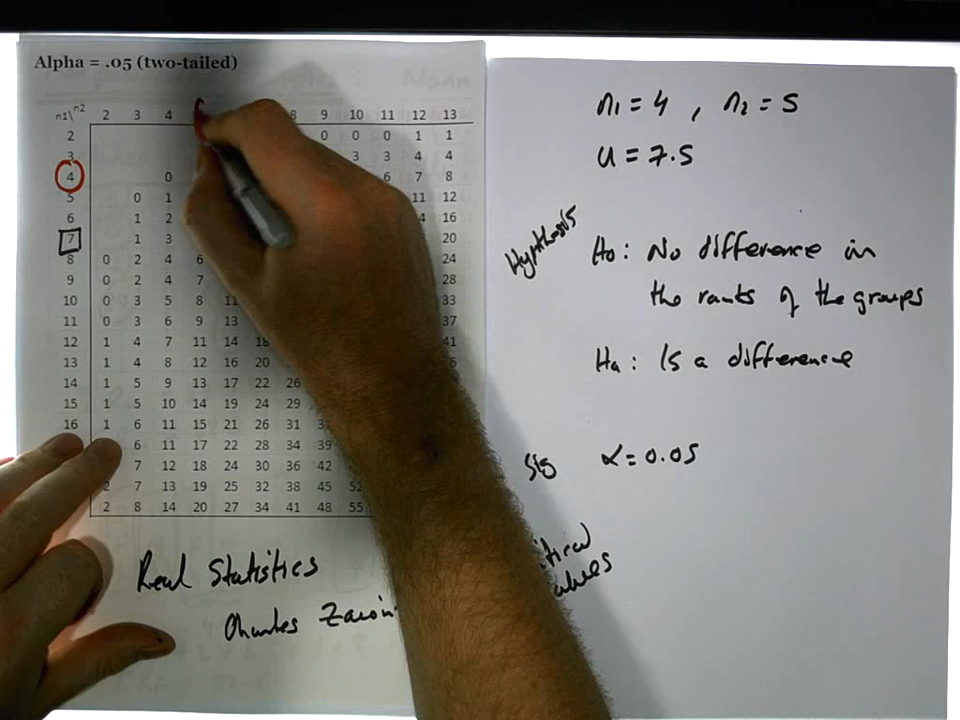 Alpha = .05 (two-tailed)
n1\n2 2 3 4 8 9 10 11 12 13
2 0 0 0 1 1
3 3 3 4 4
4 0 6 7 8
5 0 1 11 12
6 1 2 4 16
7 1 3 20
8 0 2 4 6 24
9 0 2 4 7 28
10 0 3 5 8 11 33
11 0 3 6 9 13 37
12 1 4 7 11 14 18 41
13 1 4 8 12 16 20
14 1 5 9 13 17 22 26
15 1 5 10 14 19 24 29
16 1 6 11 15 21 26 31
6 11 17 22 28 34 39
7 12 18 24 30 36 42
2 7 13 19 25 32 38 45 52
2 8 14 20 27 34 41 48 55
Real Statistics
Charles
n1 = 4 , n2 = 5
U = 7.5
Hypothesis
Ho: No difference in
the ranks of the groups
Ha: Is a difference
Sig α = 0.05